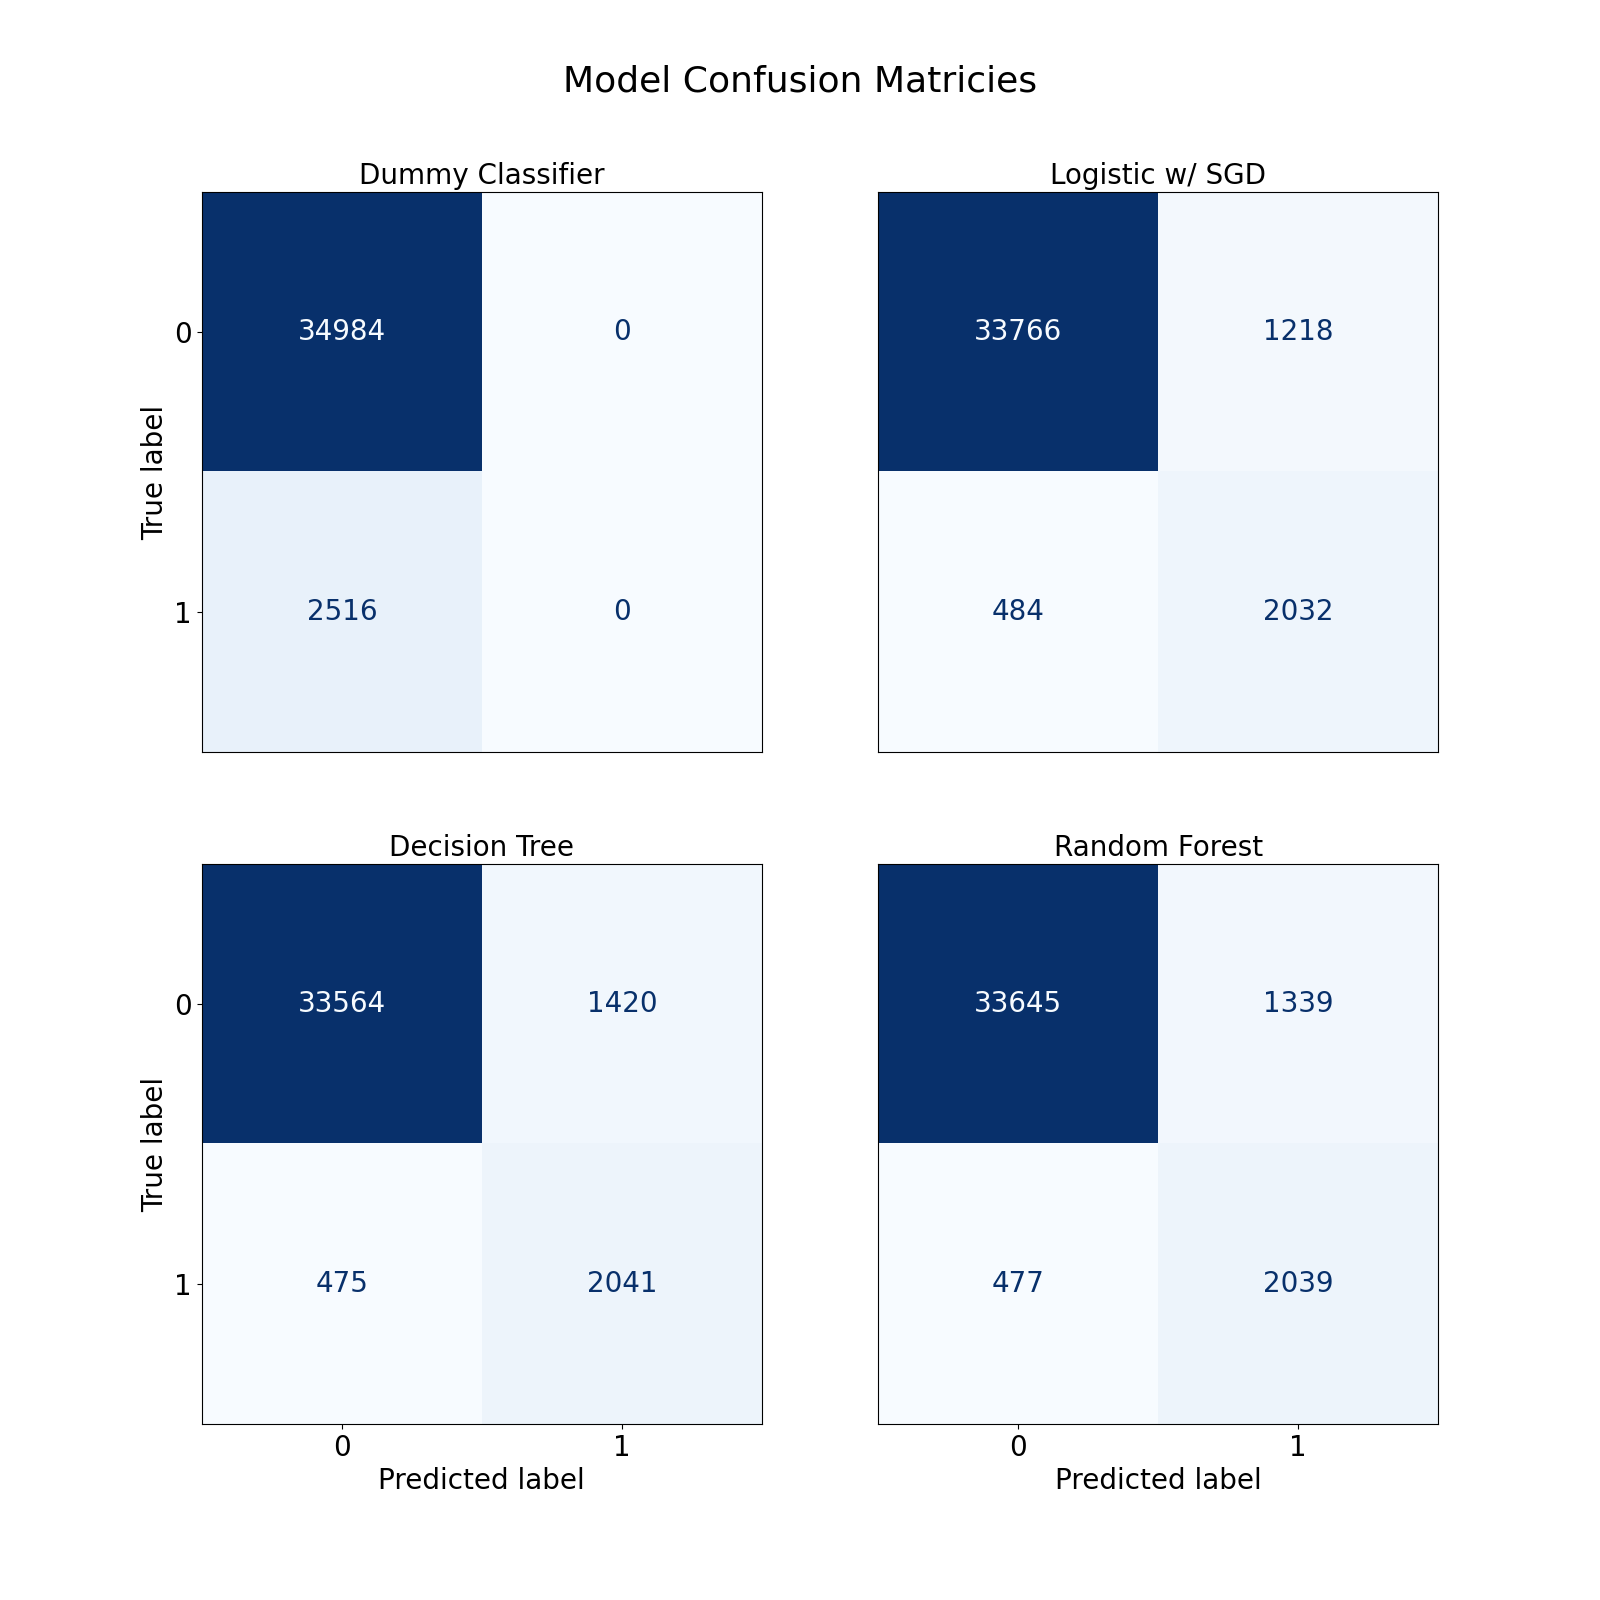 Model Confusion Matricies
Dummy Classifier
Logistic w/ SGD
True label
0
34984
0
1
2516
0
33766
1218
484
2032
Decision Tree
Random Forest
True label
0
33564
1420
1
475
2041
0
1
Predicted label
33645
1339
477
2039
0
1
Predicted label